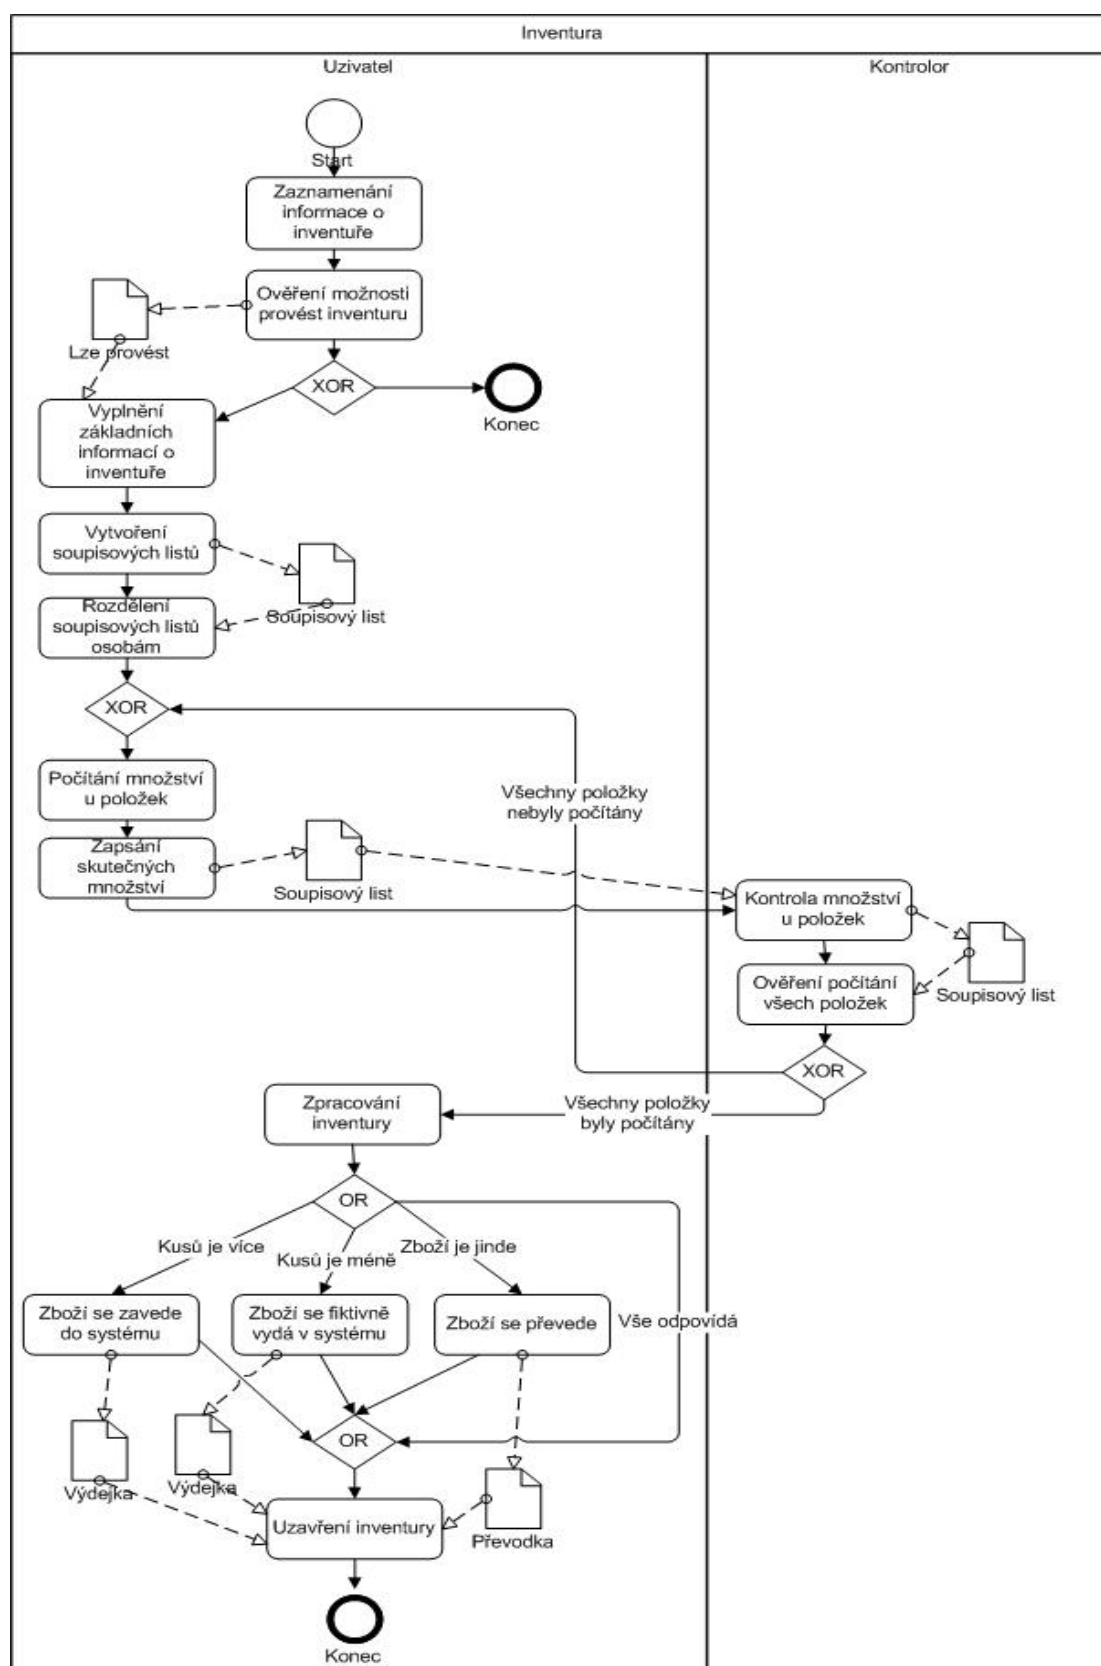 Inventura
Uzivatel
Kontrolor
Start
Zaznamenání
informace o
inventuře
Ověření možnosti
provést inventuru
Lze provést
XOR
Konec
Vyplnění
základních
informací o
inventuře
Vytvoření
soupisových listů
Soupisový list
Rozdělení
soupisových listů
osobám
XOR
Počítání množství
u položek
Všechny položky
nebyly počítány
Zapsání
skutečných
množství
Soupisový list
Kontrola množství
u položek
Ověření počítání
všech položek
Soupisový list
XOR
Zpracování
inventury
Všechny položky
byly počítány
OR
Kusů je více
Kusů je méně
Zboží je jinde
Vše odpovídá
Zboží se zavede
do systému
Zboží se fiktivně
vydá v systému
Zboží se převede
OR
Výdejka
Výdejka
Převodka
Uzavření inventury
Konec